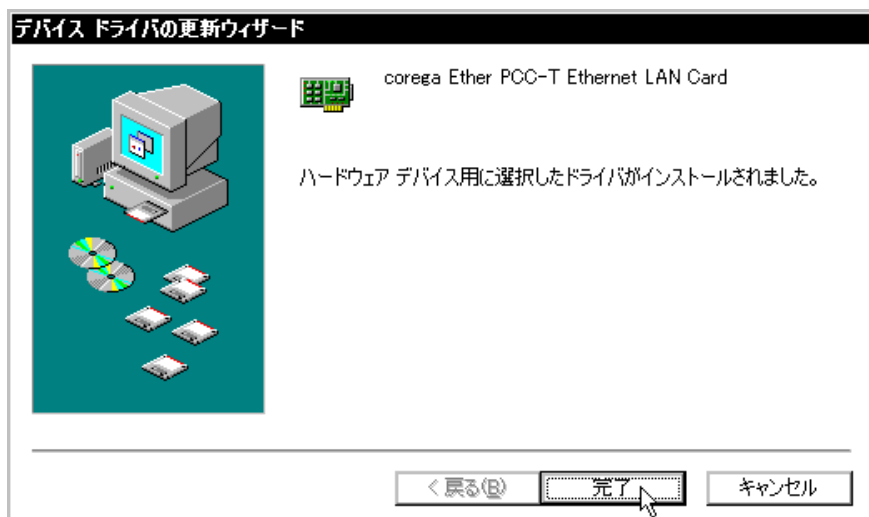 デバイス ドライバの更新ウィザード
corega Ether PCC-T Ethernet LAN Card
ハードウェア デバイス用に選択したドライバがインストールされました。
< 戻る(B)
完了
キャンセル